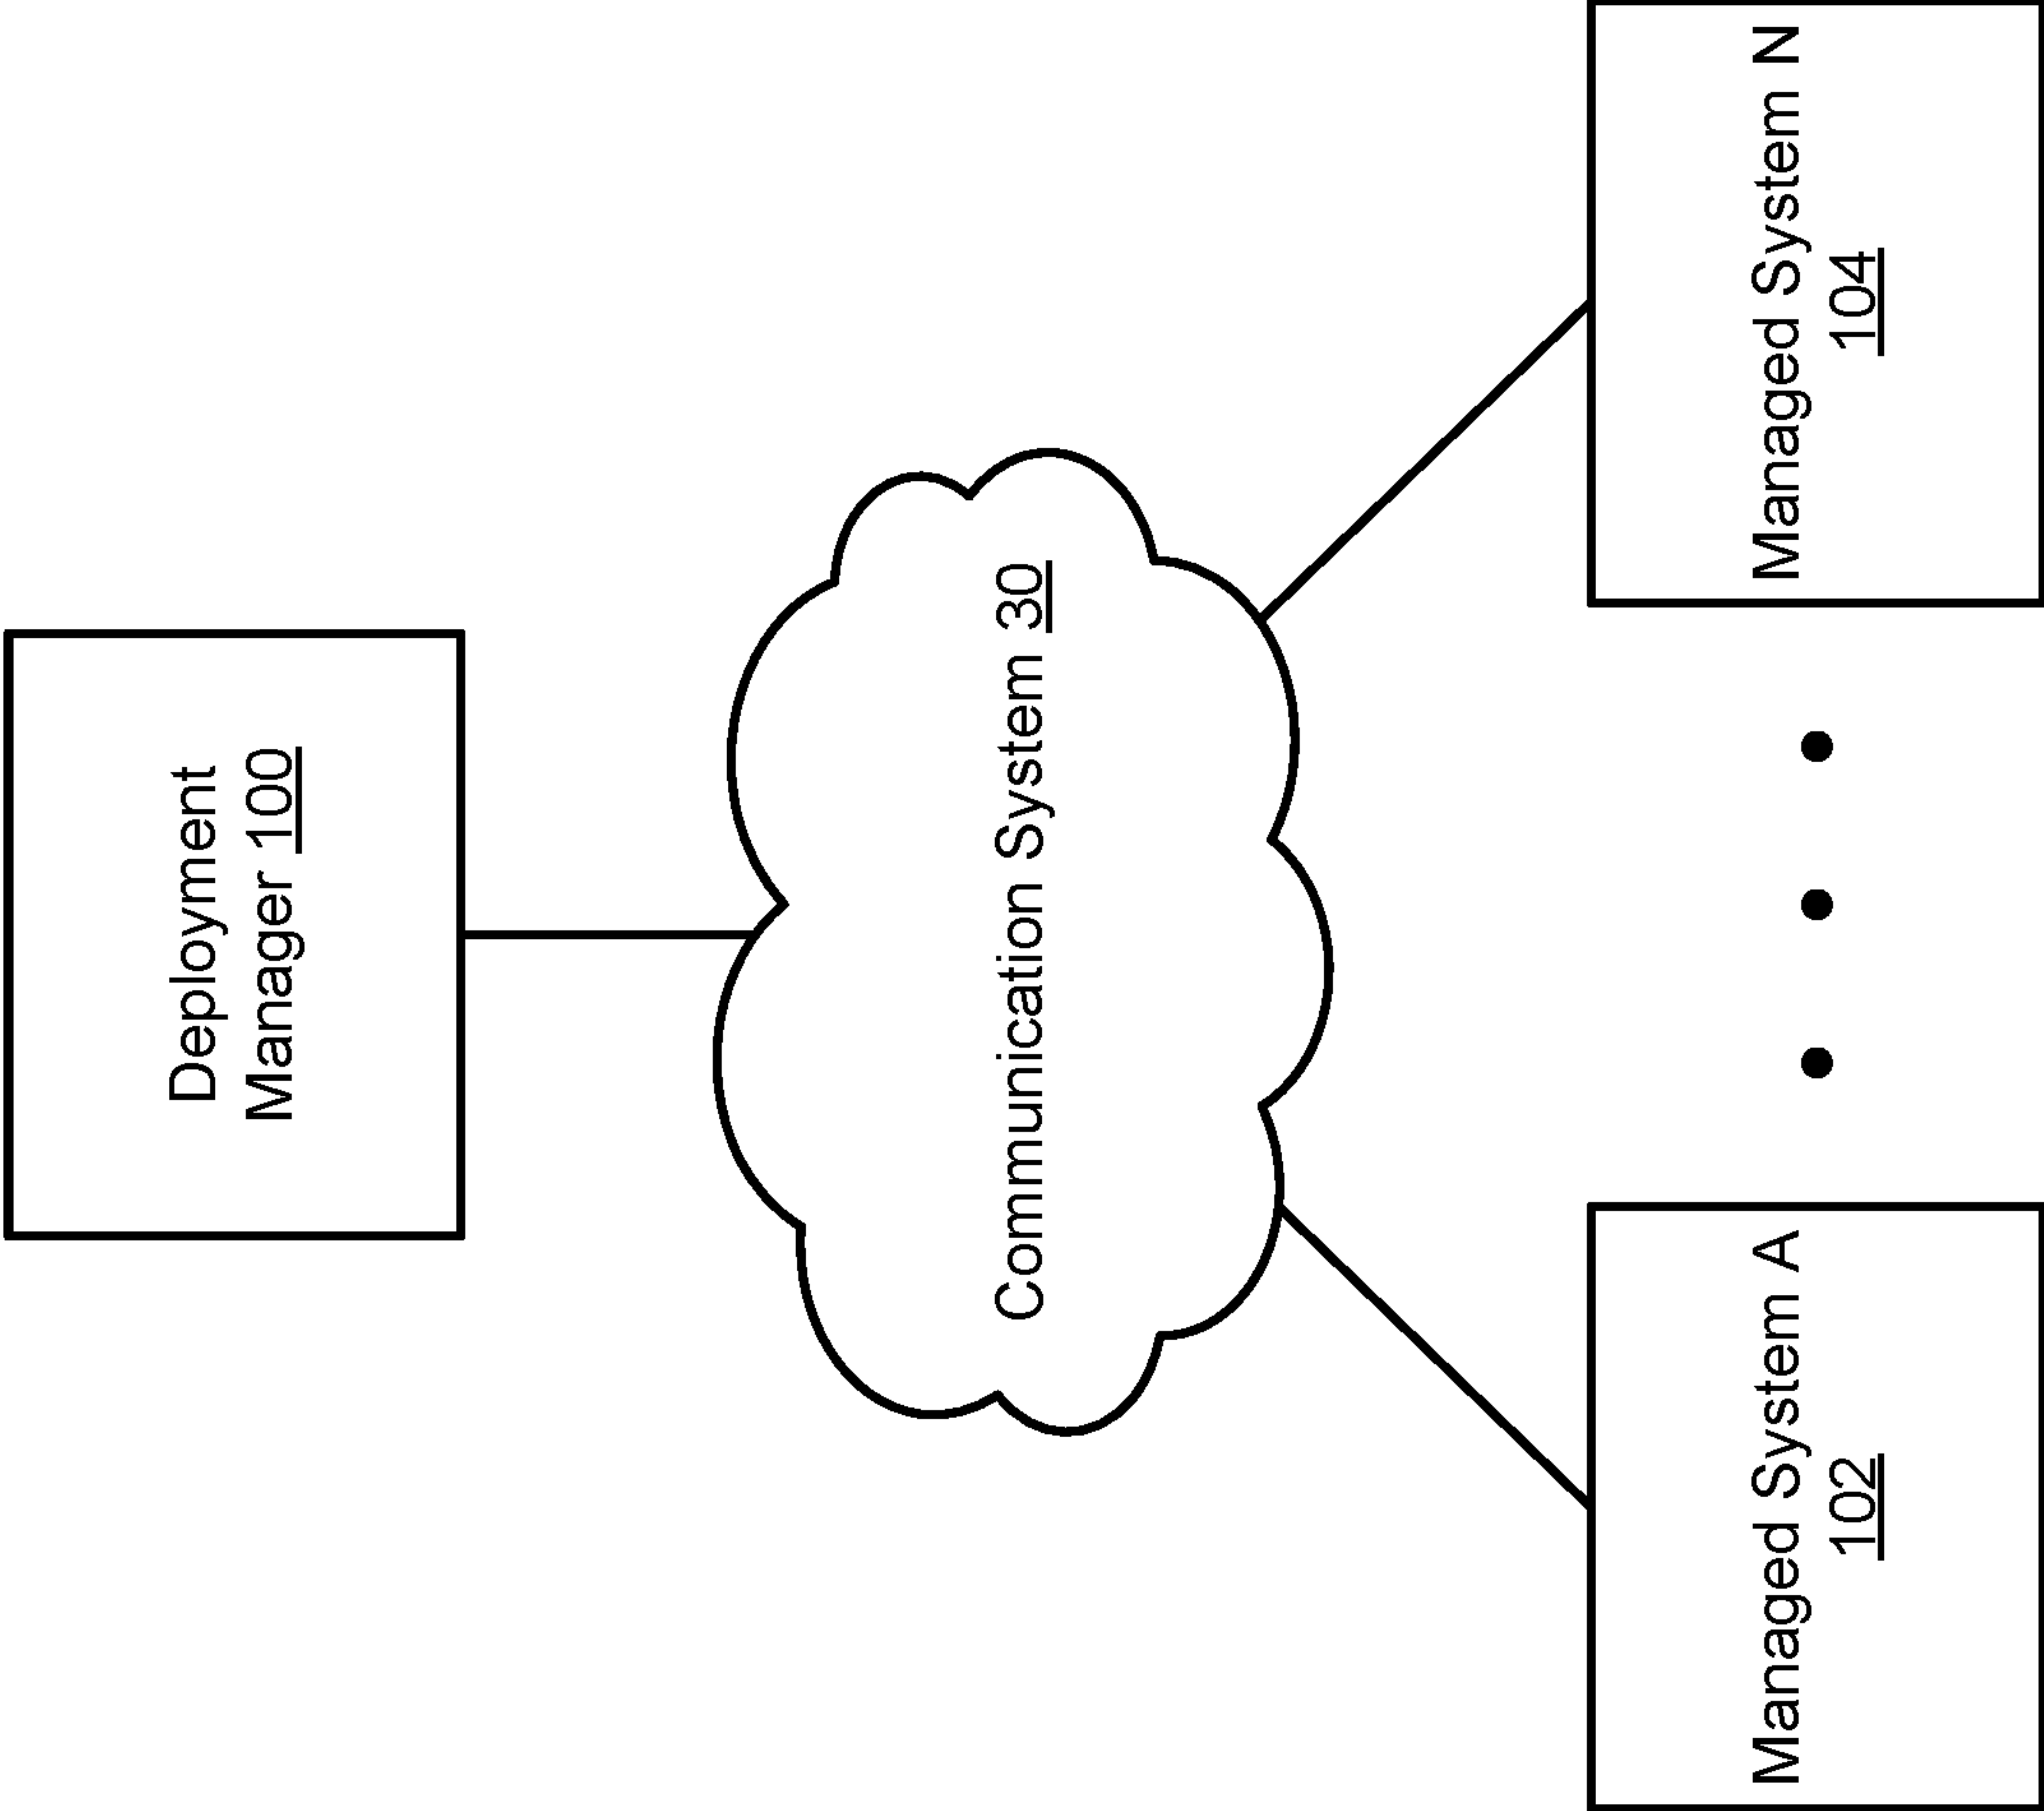 Deployment
Manager 100
Communication System 30
Managed System A
102
Managed System N
104